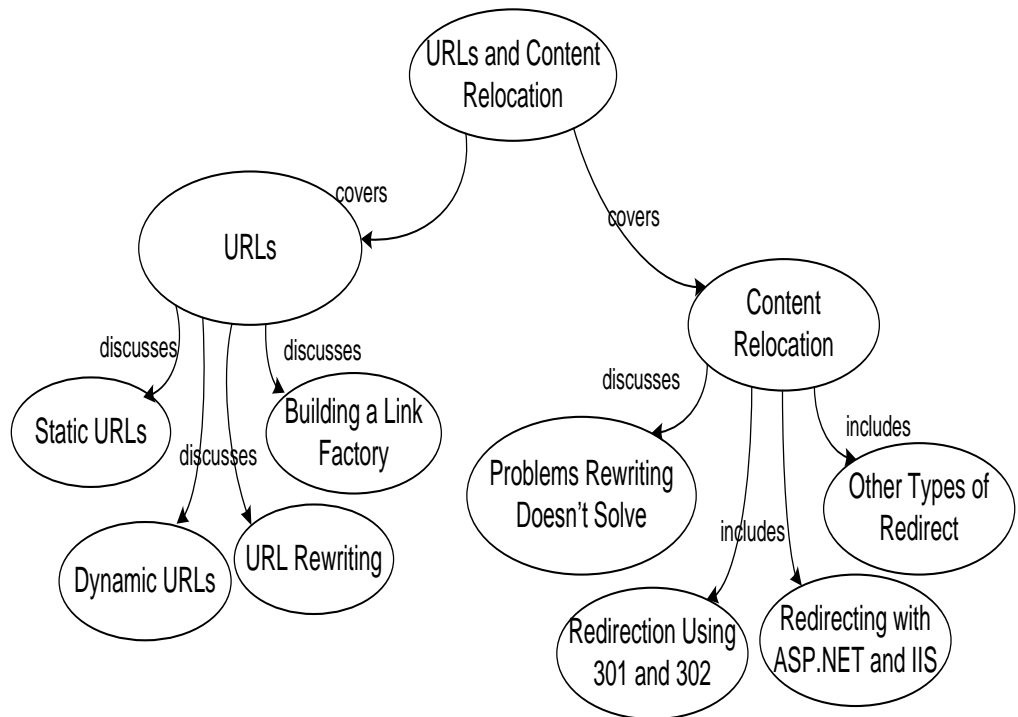 URLs and Content
Relocation
covers
covers
URLs
Content
Relocation
discusses
discusses
discusses
Static URLs
Building a Link
Factory
Dynamic URLs
URL Rewriting
discusses
includes
includes
Problems Rewriting
Doesn't Solve
Other Types of
Redirect
Redirection Using
301 and 302
Redirecting with
ASP.NET and IIS